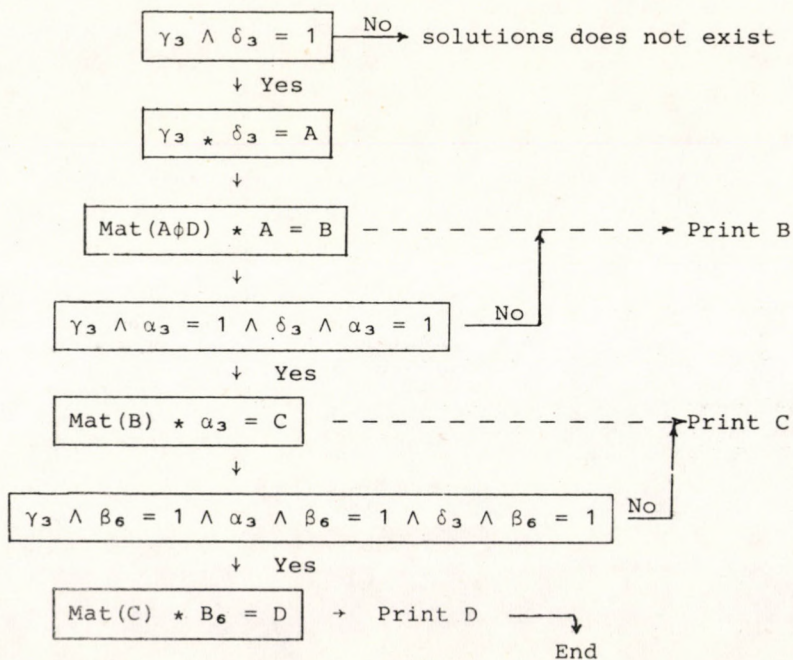 γ₃ Λ δ₃ = 1 No solutions does not exist
↓ Yes
γ₃ * δ₃ = A
↓
Mat(AϕD) * A = B Print B
↓
γ₃ Λ α₃ = 1 Λ δ₃ Λ α₃ = 1 No
↓ Yes
Mat(B) * α₃ = C Print C
↓
γ₃ Λ β₆ = 1 Λ α₃ Λ β₆ = 1 Λ δ₃ Λ β₆ = 1 No
↓ Yes
Mat(C) * B₆ = D → Print D
End